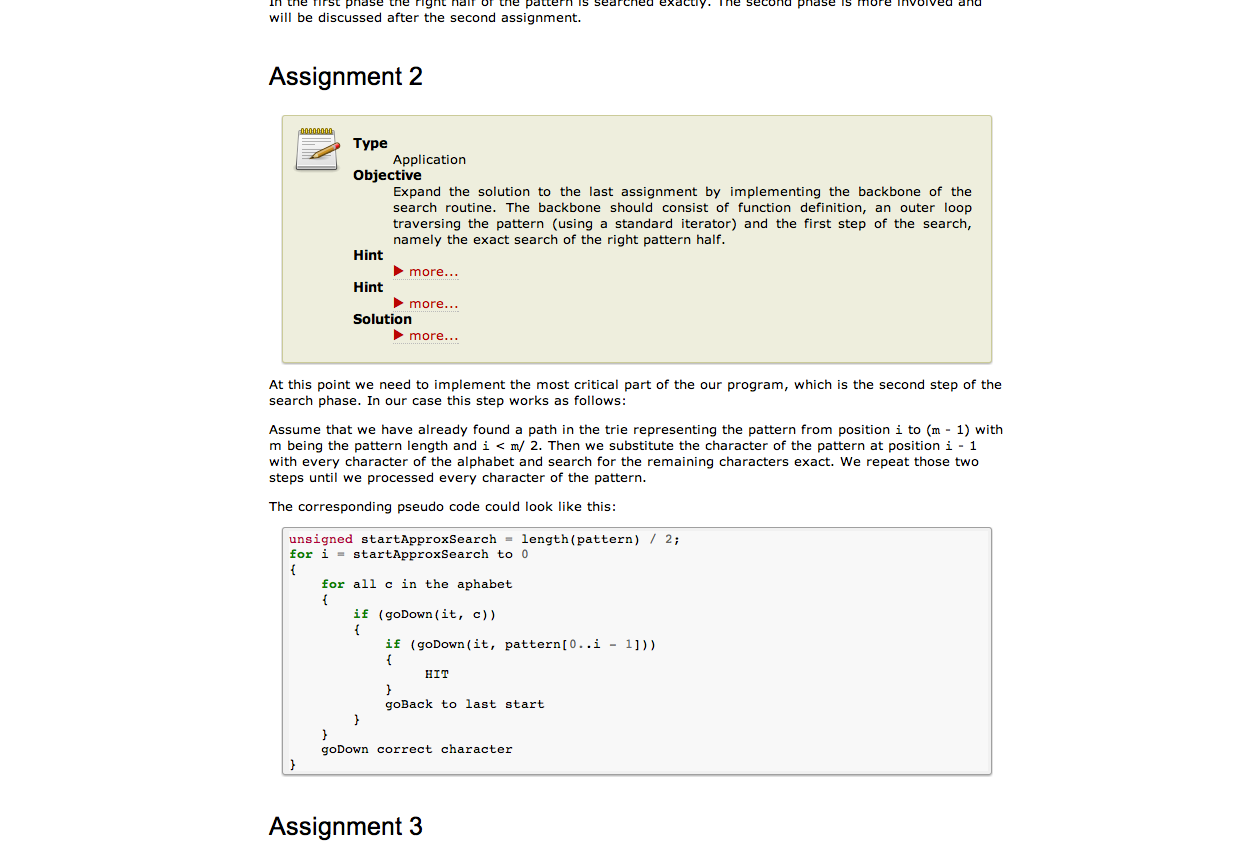 In the first phase the right half of the pattern is searched exactly. The second phase is more involved and
will be discussed after the second assignment.
Assignment 2
Type
Application
Objective
Expand the solution to the last assignment by implementing the backbone of the
search routine. The backbone should consist of function definition, an outer loop
traversing the pattern (using a standard iterator) and the first step of the search,
namely the exact search of the right pattern half.
Hint
more...
Hint
more...
Solution
more...
At this point we need to implement the most critical part of the our program, which is the second step of the
search phase. In our case this step works as follows:
Assume that we have already found a path in the trie representing the pattern from position i to (m - 1) with
m being the pattern length and i < m/ 2. Then we substitute the character of the pattern at position i - 1
with every character of the alphabet and search for the remaining characters exact. We repeat those two
steps until we processed every character of the pattern.
The corresponding pseudo code could look like this:
unsigned startApproxSearch = length(pattern) / 2;
for i = startApproxSearch to 0
{
    for all c in the aphabet
    {
        if (goDown(it, c))
        {
            if (goDown(it, pattern[0..i - 1]))
            {
                 HIT
            }
            goBack to last start
        }
    }
    goDown correct character
}
Assignment 3